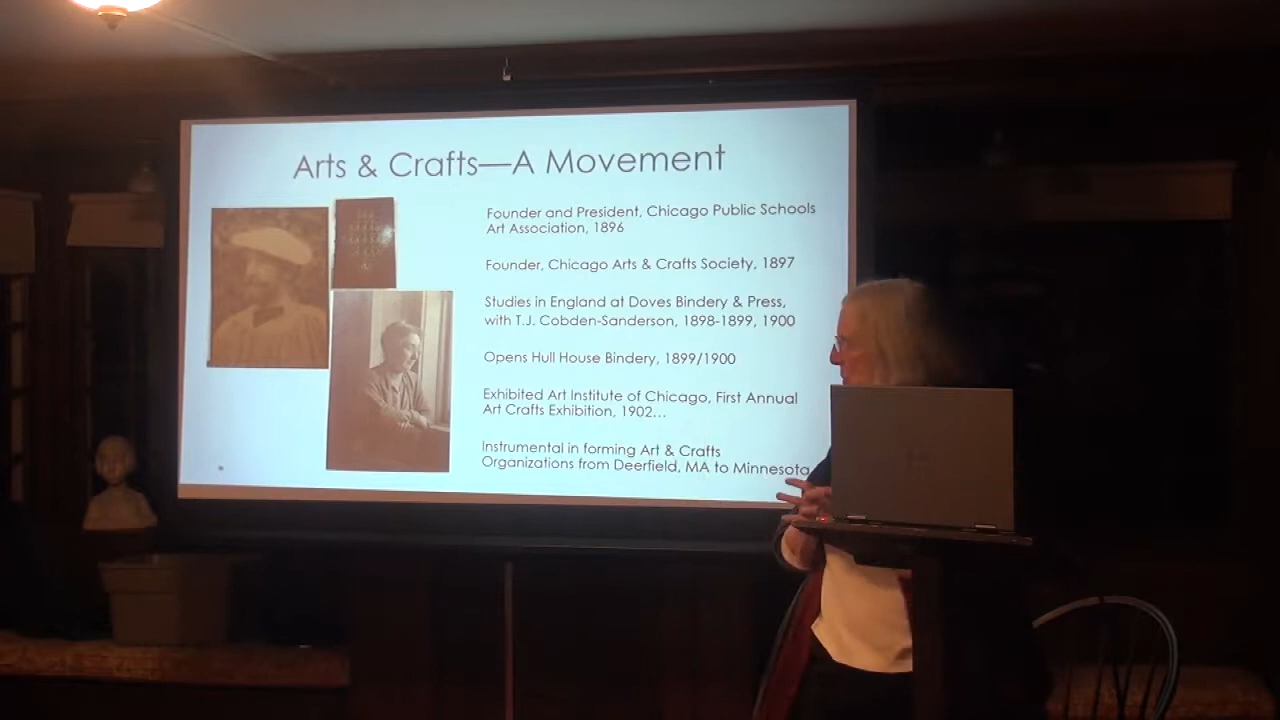 Arts & Crafts—A Movement
Founder and President, Chicago Public Schools
Art Association, 1896
Founder, Chicago Arts & Crafts Society, 1897
Studies in England at Doves Bindery & Press,
with T.J. Cobden-Sanderson, 1898-1899, 1900
Opens Hull House Bindery, 1899/1900
Exhibited Art Institute of Chicago, First Annual
Art Crafts Exhibition, 1902...
Instrumental in forming Art & Crafts
Organizations from Deerfield, MA to Minnesota